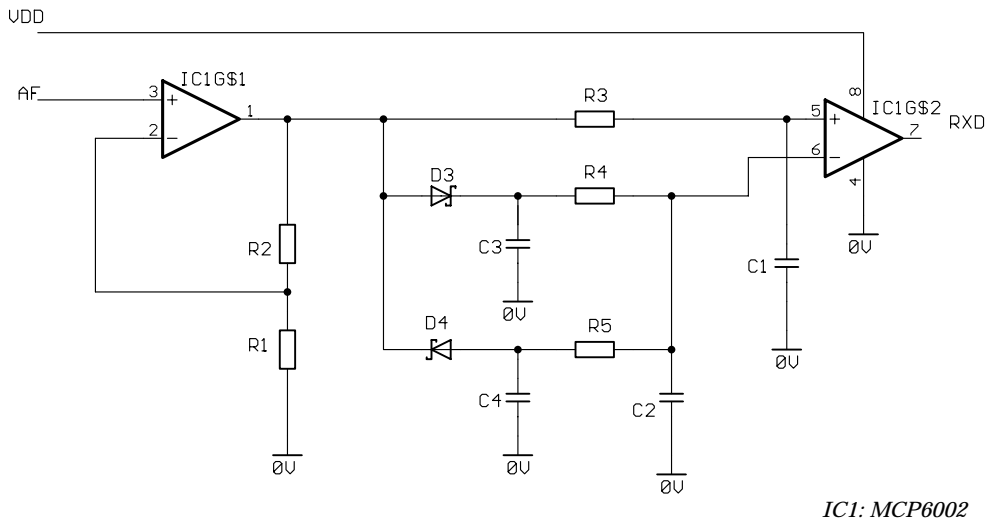 VDD
AF
3
2
IC1G$1
1
R3
5
6
8
IC1G$2
7
RXD
4
0V
D3
R4
R2
C3
0V
C1
0V
R1
D4
R5
C4
C2
0V
0V
0V
IC1: MCP6002